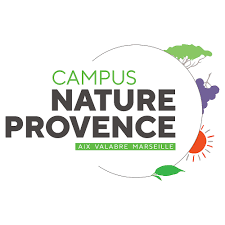 CAMPUS
NATURE
PROVENCE
AIX VALABRE MARSEILLE